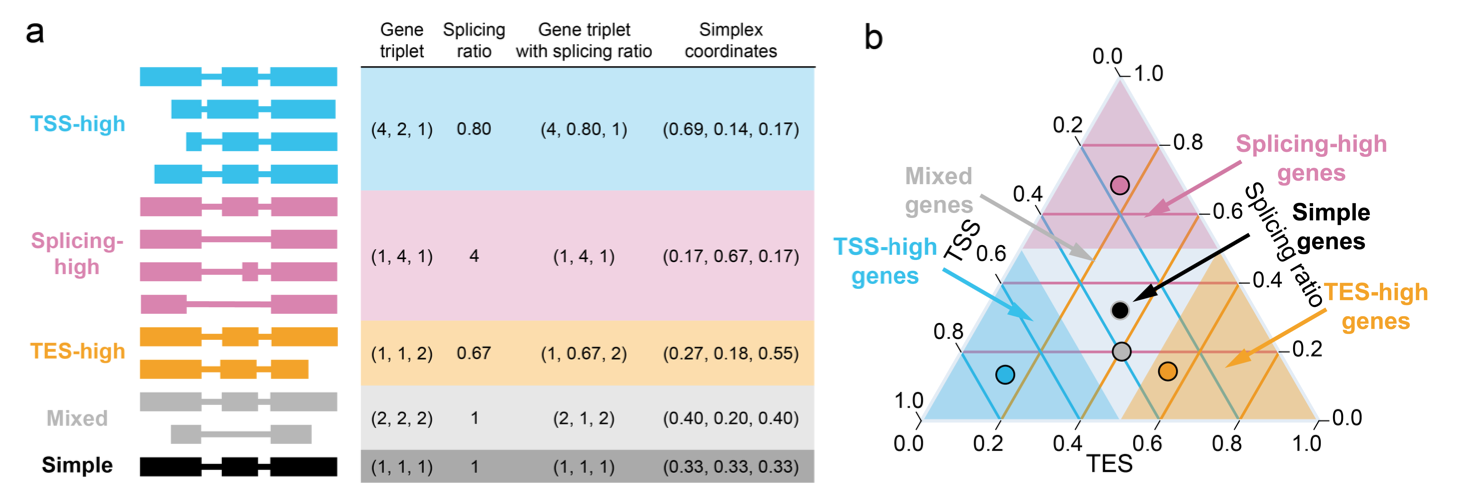 a
Gene triplet
Splicing ratio
Gene triplet with splicing ratio
Simplex coordinates
TSS-high
(4, 2, 1) 0.80 (4, 0.80, 1) (0.69, 0.14, 0.17)
Splicing-
high
(1, 4, 1) 4 (1, 4, 1) (0.17, 0.67, 0.17)
TES-high
(1, 1, 2) 0.67 (1, 0.67, 2) (0.27, 0.18, 0.55)
Mixed
(2, 2, 2) 1 (2, 1, 2) (0.40, 0.20, 0.40)
Simple
(1, 1, 1) 1 (1, 1, 1) (0.33, 0.33, 0.33)
b
0.0
1.0
0.2
0.8
Splicing-high
genes
Mixed
genes
0.4
0.6
Simple
genes
TSS-high
genes
TSS
0.6
0.4
Splicing ratio
TES-high
genes
0.8
0.2
1.0
0.0
0.0 0.2 0.4 0.6 0.8 1.0
TES